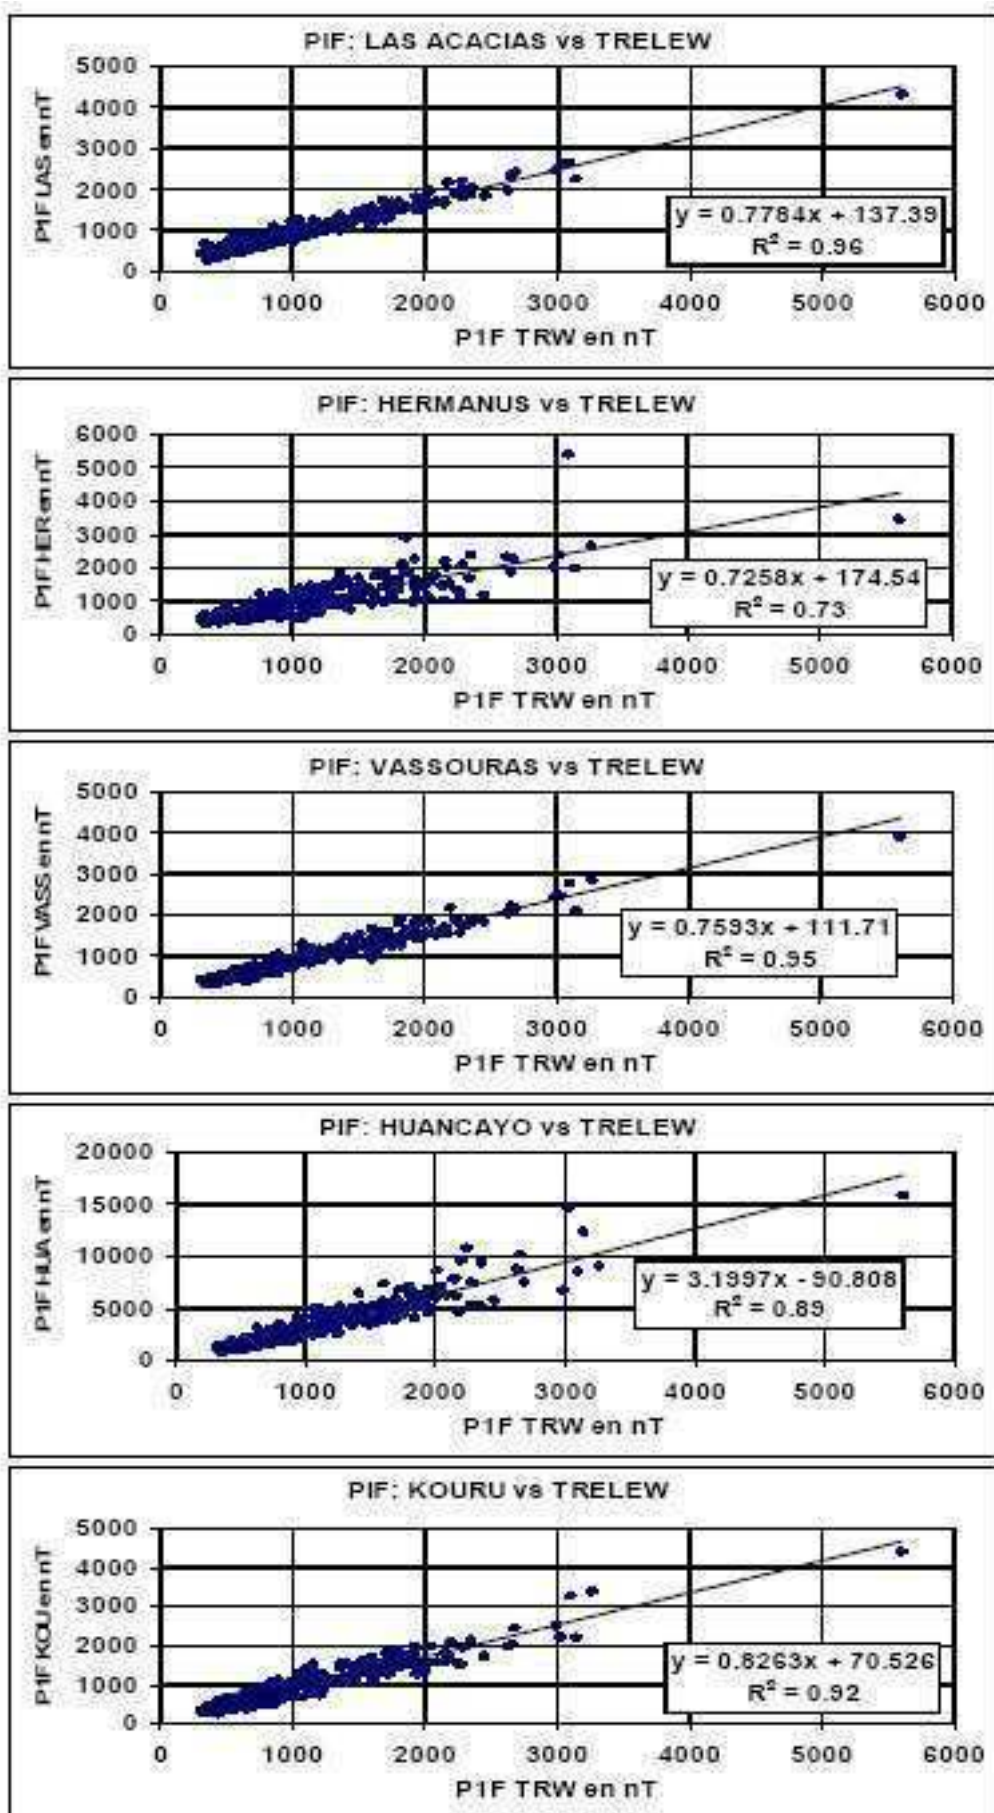 PIF: LAS ACACIAS vs TRELEW
5000
4000
3000
2000
1000
0
P1F LAS en nT
y = 0.7784x + 137.39
R² = 0.96
0 1000 2000 3000 4000 5000 6000
P1F TRW en nT
PIF: HERMANUS vs TRELEW
6000
5000
4000
3000
2000
1000
0
P1F HER en nT
y = 0.7258x + 174.54
R² = 0.73
0 1000 2000 3000 4000 5000 6000
P1F TRW en nT
PIF: VASSOURAS vs TRELEW
5000
4000
3000
2000
1000
0
P1F VASS en nT
y = 0.7593x + 111.71
R² = 0.95
0 1000 2000 3000 4000 5000 6000
P1F TRW en nT
PIF: HUANCAYO vs TRELEW
20000
15000
10000
5000
0
P1F HUA en nT
y = 3.1997x - 90.808
R² = 0.89
0 1000 2000 3000 4000 5000 6000
P1F TRW en nT
PIF: KOURU vs TRELEW
5000
4000
3000
2000
1000
0
P1F KOU en nT
y = 0.8263x + 70.526
R² = 0.92
0 1000 2000 3000 4000 5000 6000
P1F TRW en nT